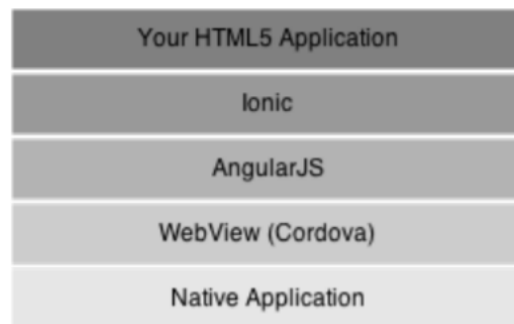 Your HTML5 Application
Ionic
AngularJS
WebView (Cordova)
Native Application